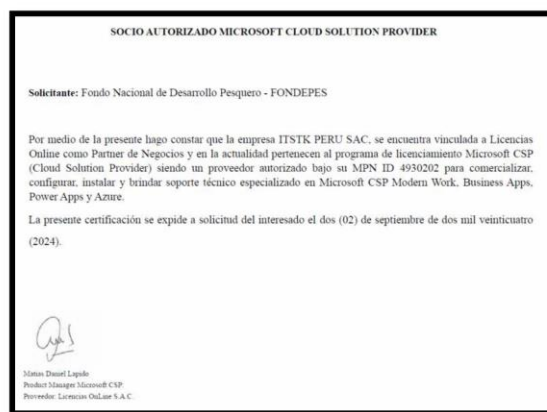 SOCIO AUTORIZADO MICROSOFT CLOUD SOLUTION PROVIDER
Solicitante: Fondo Nacional de Desarrollo Pesquero - FONDEPES
Por medio de la presente hago constar que la empresa ITSTK PERU SAC, se encuentra vinculada a Licencias
Online como Partner de Negocios y en la actualidad pertenecen al programa de licenciamiento Microsoft CSP
(Cloud Solution Provider) siendo un proveedor autorizado bajo su MPN ID 4930202 para comercializar,
configurar, instalar y brindar soporte técnico especializado en Microsoft CSP Modern Work, Business Apps,
Power Apps y Azure.
La presente certificación se expide a solicitud del interesado el dos (02) de septiembre de dos mil veinticuatro
(2024).
Matias Daniel Lapido
Product Manager Microsoft CSP
Proveedor: Licencias OnLine S.A.C.